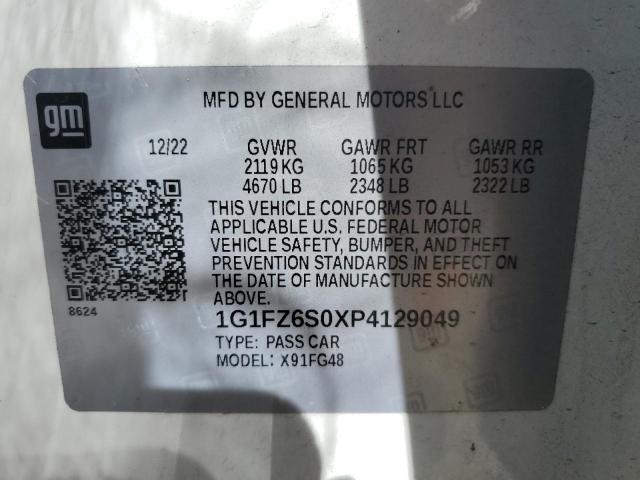 gm
MFD BY GENERAL MOTORS LLC
12/22 GVWR GAWR FRT GAWR RR
2119 KG 1065 KG 1053 KG
4670 LB 2348 LB 2322 LB
THIS VEHICLE CONFORMS TO ALL
APPLICABLE U.S. FEDERAL MOTOR
VEHICLE SAFETY, BUMPER, AND THEFT
PREVENTION STANDARDS IN EFFECT ON
THE DATE OF MANUFACTURE SHOWN
ABOVE.
8624
1G1FZ6S0XP4129049
TYPE: PASS CAR
MODEL: X91FG48